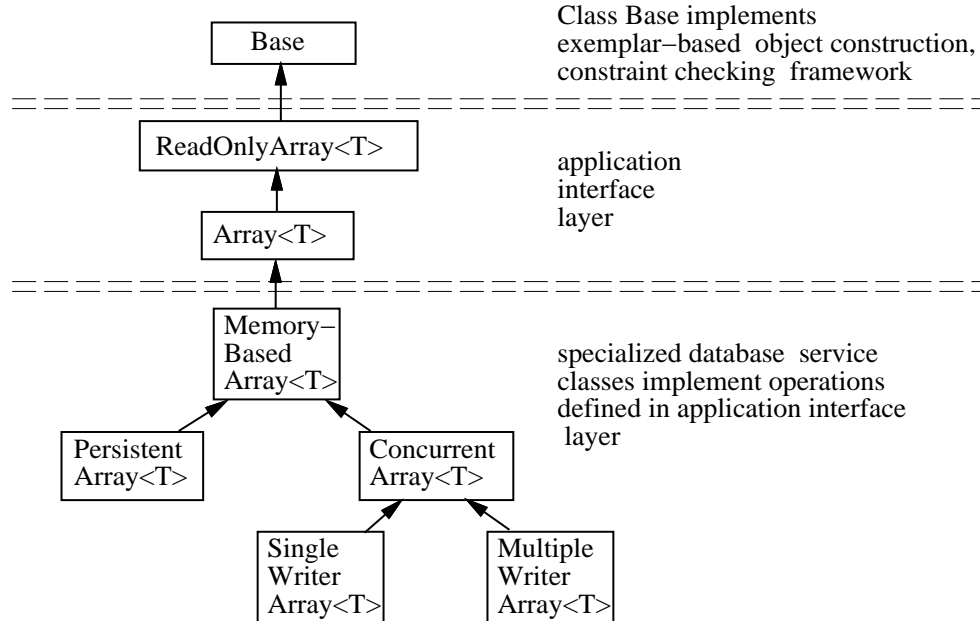 Base
Class Base implements
exemplar−based object construction,
constraint checking framework
ReadOnlyArray<T>
application
interface
layer
Array<T>
Memory−
Based
Array<T>
specialized database service
classes implement operations
defined in application interface
layer
Persistent
Array<T>
Concurrent
Array<T>
Single
Writer
Array<T>
Multiple
Writer
Array<T>